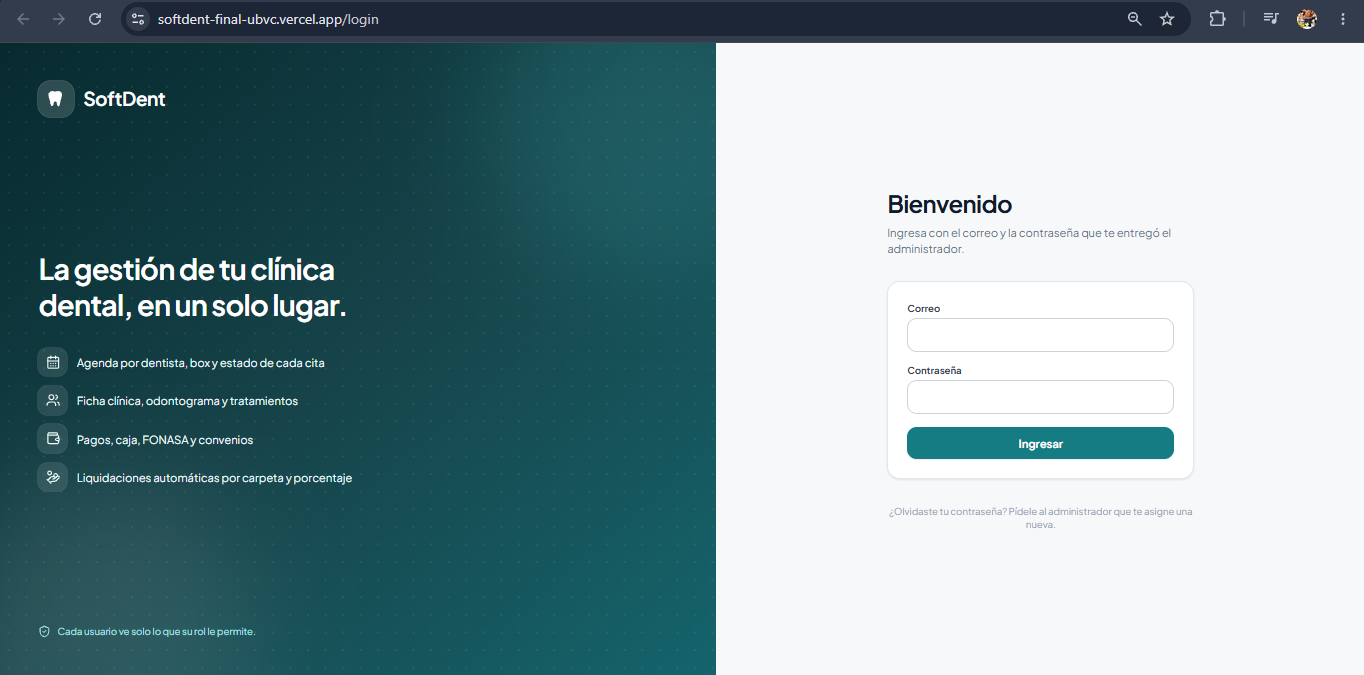 softdent-final-ubvc.vercel.app/login
SoftDent
La gestión de tu clínica
dental, en un solo lugar.
Agenda por dentista, box y estado de cada cita
Ficha clínica, odontograma y tratamientos
Pagos, caja, FONASA y convenios
Liquidaciones automáticas por carpeta y porcentaje
Cada usuario ve solo lo que su rol le permite.
Bienvenido
Ingresa con el correo y la contraseña que te entregó el
administrador.
Correo
Contraseña
Ingresar
¿Olvidaste tu contraseña? Pídele al administrador que te asigne una
nueva.